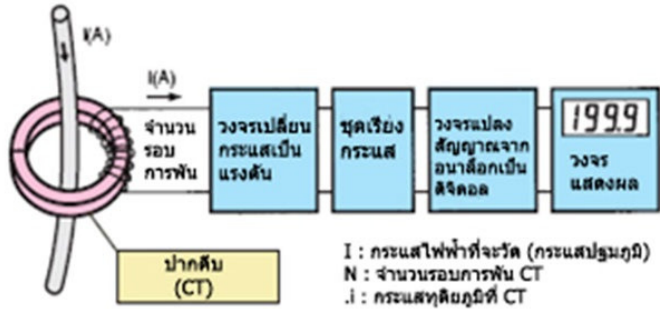 I(A)
i(A)
จำนวน
รอบ
การพัน
วงจรเปลี่ยน
กระแสเป็น
แรงดัน
ชุดเรียง
กระแส
วงจรแปลง
สัญญาณจาก
อนาล็อกเป็น
ดิจิตอล
199.9
วงจร
แสดงผล
ปากคีบ
(CT)
I : กระแสไฟฟ้าที่จะวัด (กระแสปฐมภูมิ)
N : จำนวนรอบการพัน CT
.i : กระแสทุติยภูมิที่ CT